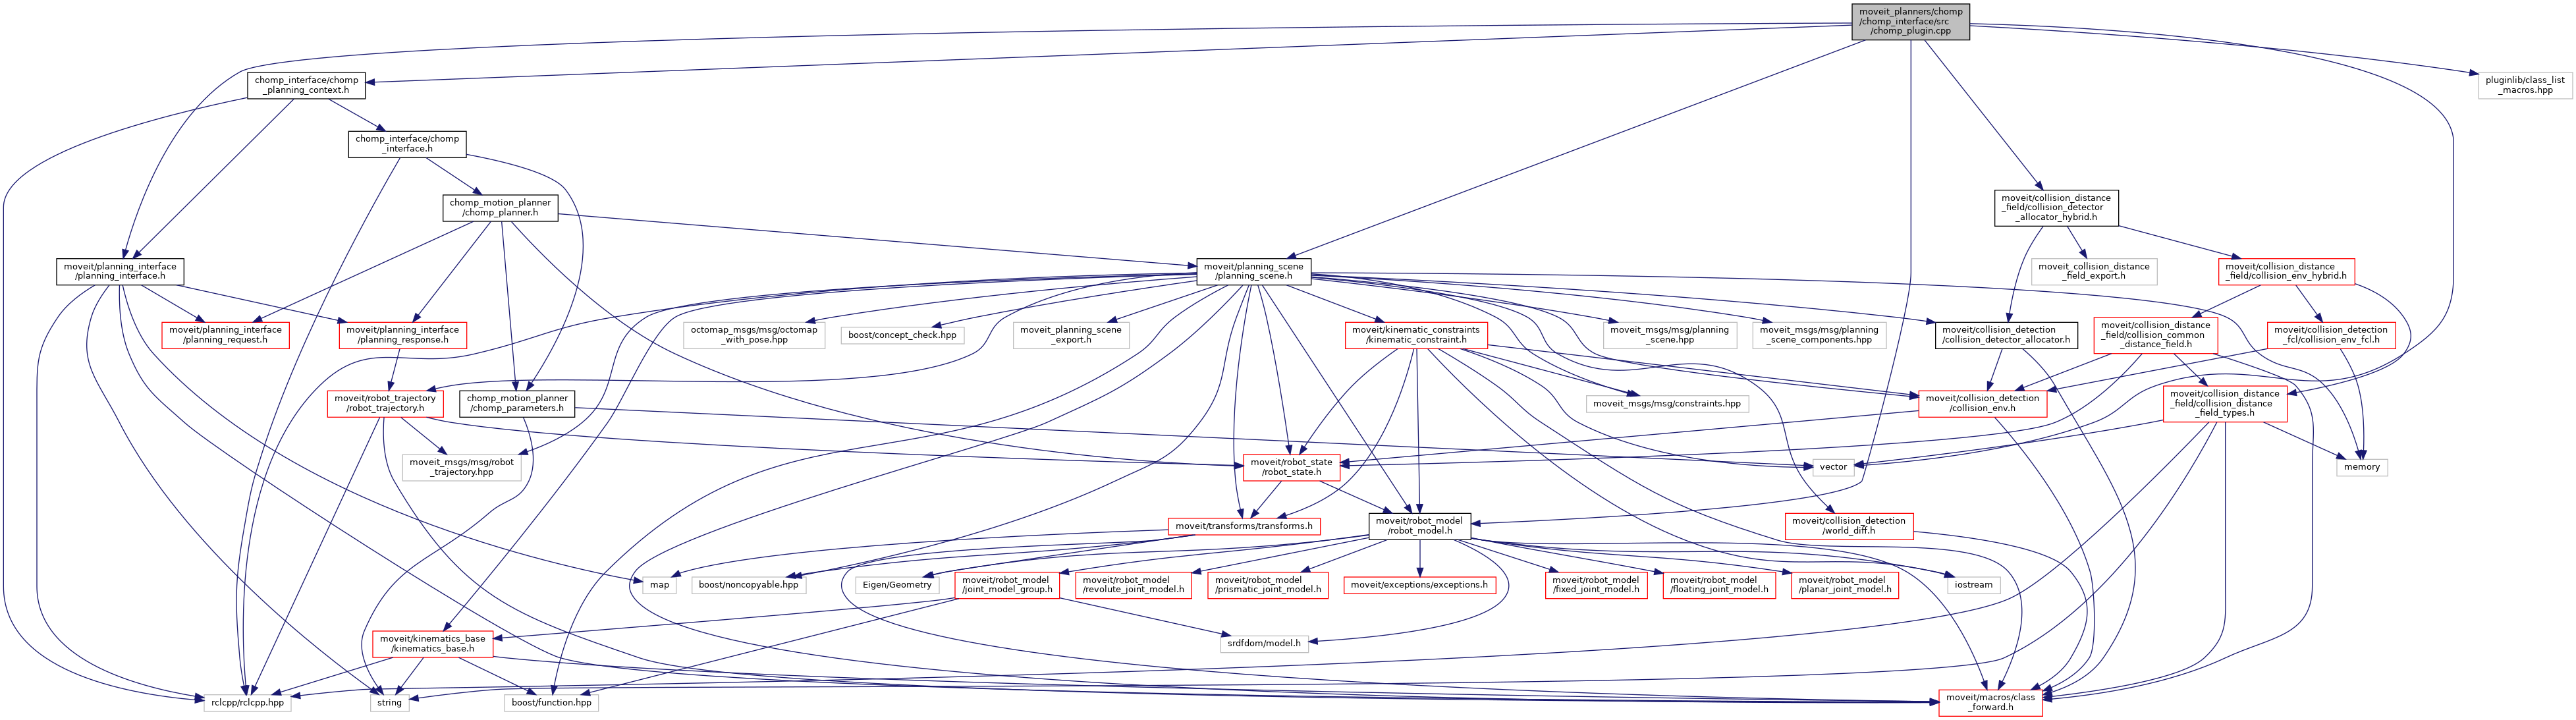 moveit_planners/chomp
/chomp_interface/src
/chomp_plugin.cpp
chomp_interface/chomp
_planning_context.h
pluginlib/class_list
_macros.hpp
chomp_interface/chomp
_interface.h
chomp_motion_planner
/chomp_planner.h
moveit/collision_distance
_field/collision_detector
_allocator_hybrid.h
moveit/planning_interface
/planning_interface.h
moveit/planning_scene
/planning_scene.h
moveit_collision_distance
_field_export.h
moveit/collision_distance
_field/collision_env_hybrid.h
moveit/planning_interface
/planning_request.h
moveit/planning_interface
/planning_response.h
octomap_msgs/msg/octomap
_with_pose.hpp
boost/concept_check.hpp
moveit_planning_scene
_export.h
moveit/kinematic_constraints
/kinematic_constraint.h
moveit_msgs/msg/planning
_scene.hpp
moveit_msgs/msg/planning
_scene_components.hpp
moveit/collision_detection
/collision_detector_allocator.h
moveit/collision_distance
_field/collision_common
_distance_field.h
moveit/collision_detection
_fcl/collision_env_fcl.h
moveit/robot_trajectory
/robot_trajectory.h
chomp_motion_planner
/chomp_parameters.h
moveit_msgs/msg/constraints.hpp
moveit/collision_detection
/collision_env.h
moveit/collision_distance
_field/collision_distance
_field_types.h
moveit_msgs/msg/robot
_trajectory.hpp
moveit/robot_state
/robot_state.h
vector
memory
moveit/transforms/transforms.h
moveit/robot_model
/robot_model.h
moveit/collision_detection
/world_diff.h
map
boost/noncopyable.hpp
Eigen/Geometry
moveit/robot_model
/joint_model_group.h
moveit/robot_model
/revolute_joint_model.h
moveit/robot_model
/prismatic_joint_model.h
moveit/exceptions/exceptions.h
moveit/robot_model
/fixed_joint_model.h
moveit/robot_model
/floating_joint_model.h
moveit/robot_model
/planar_joint_model.h
iostream
moveit/kinematics_base
/kinematics_base.h
srdfdom/model.h
rclcpp/rclcpp.hpp
string
boost/function.hpp
moveit/macros/class
_forward.h